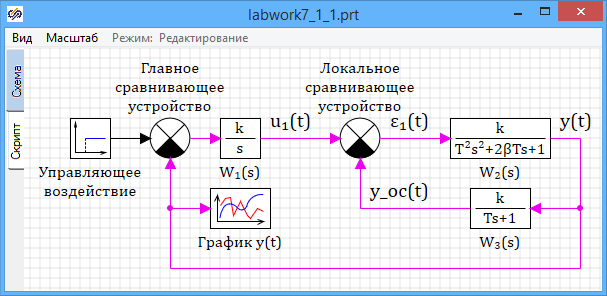 labwork7_1_1.prt
Вид Масштаб Режим: Редактирование
Схема
Скрипт
Главное
сравнивающее
устройство
Локальное
сравнивающее
устройство
Управляющее
воздействие
k
s
W₁(s)
u₁(t)
ε₁(t)
k
T²s²+2βTs+1
W₂(s)
y(t)
y_oc(t)
k
Ts+1
W₃(s)
График y(t)